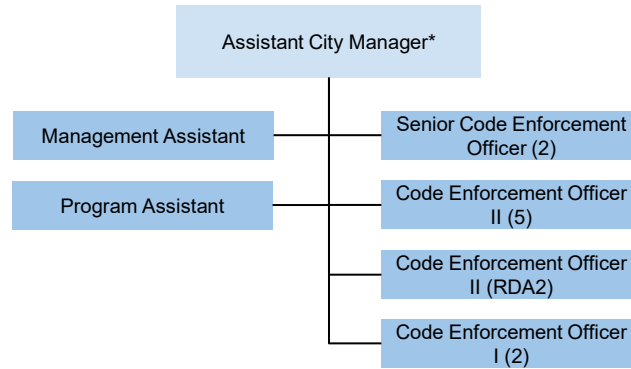 Assistant City Manager*
Management Assistant
Senior Code Enforcement
Officer (2)
Program Assistant
Code Enforcement Officer
II (5)
Code Enforcement Officer
II (RDA2)
Code Enforcement Officer
I (2)